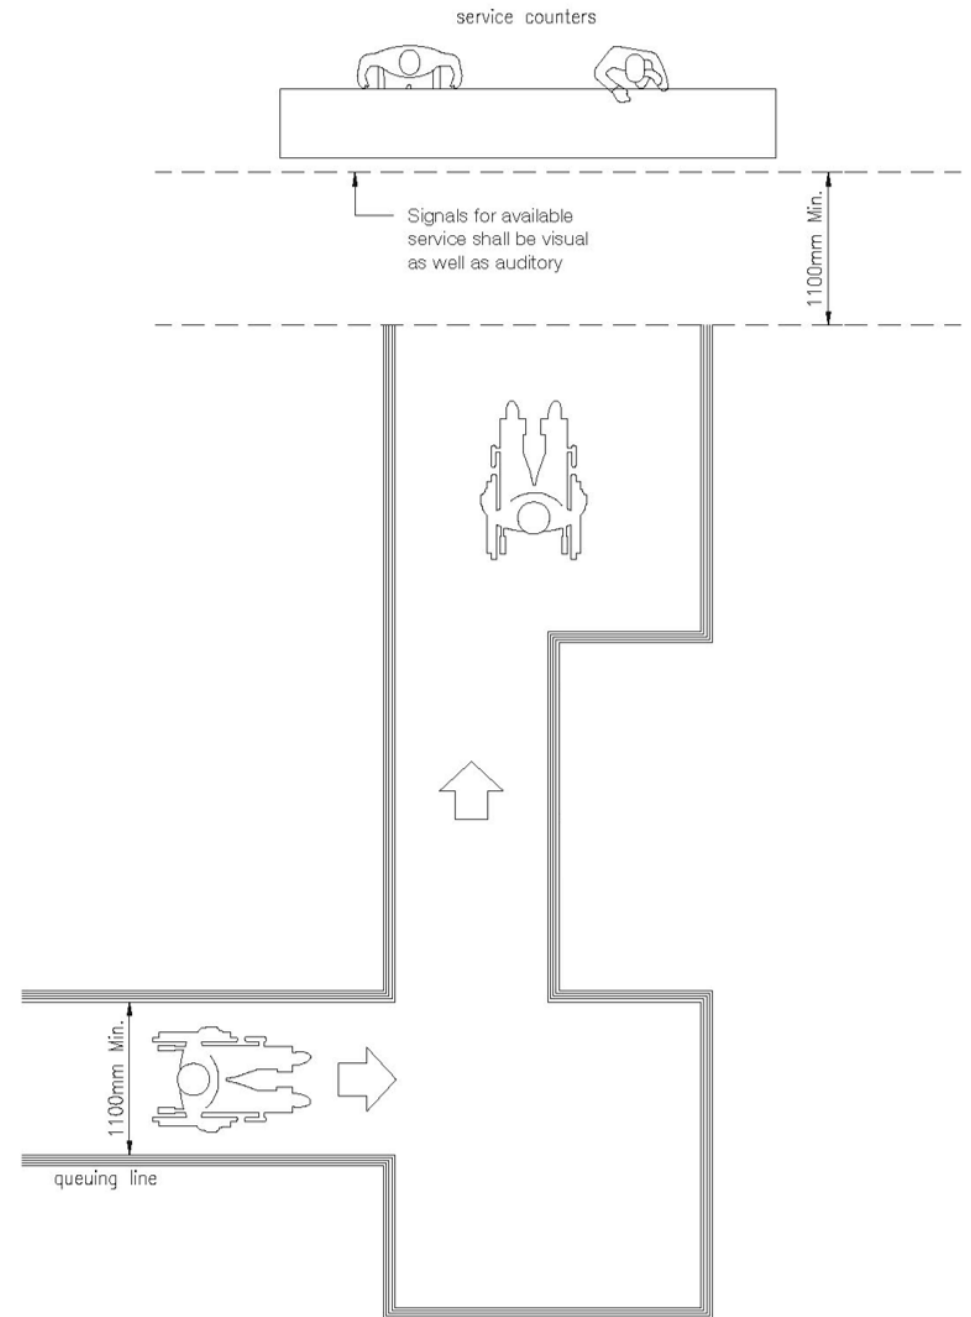 service counters
Signals for available
service shall be visual
as well as auditory
1100mm Min.
1100mm Min.
queuing line